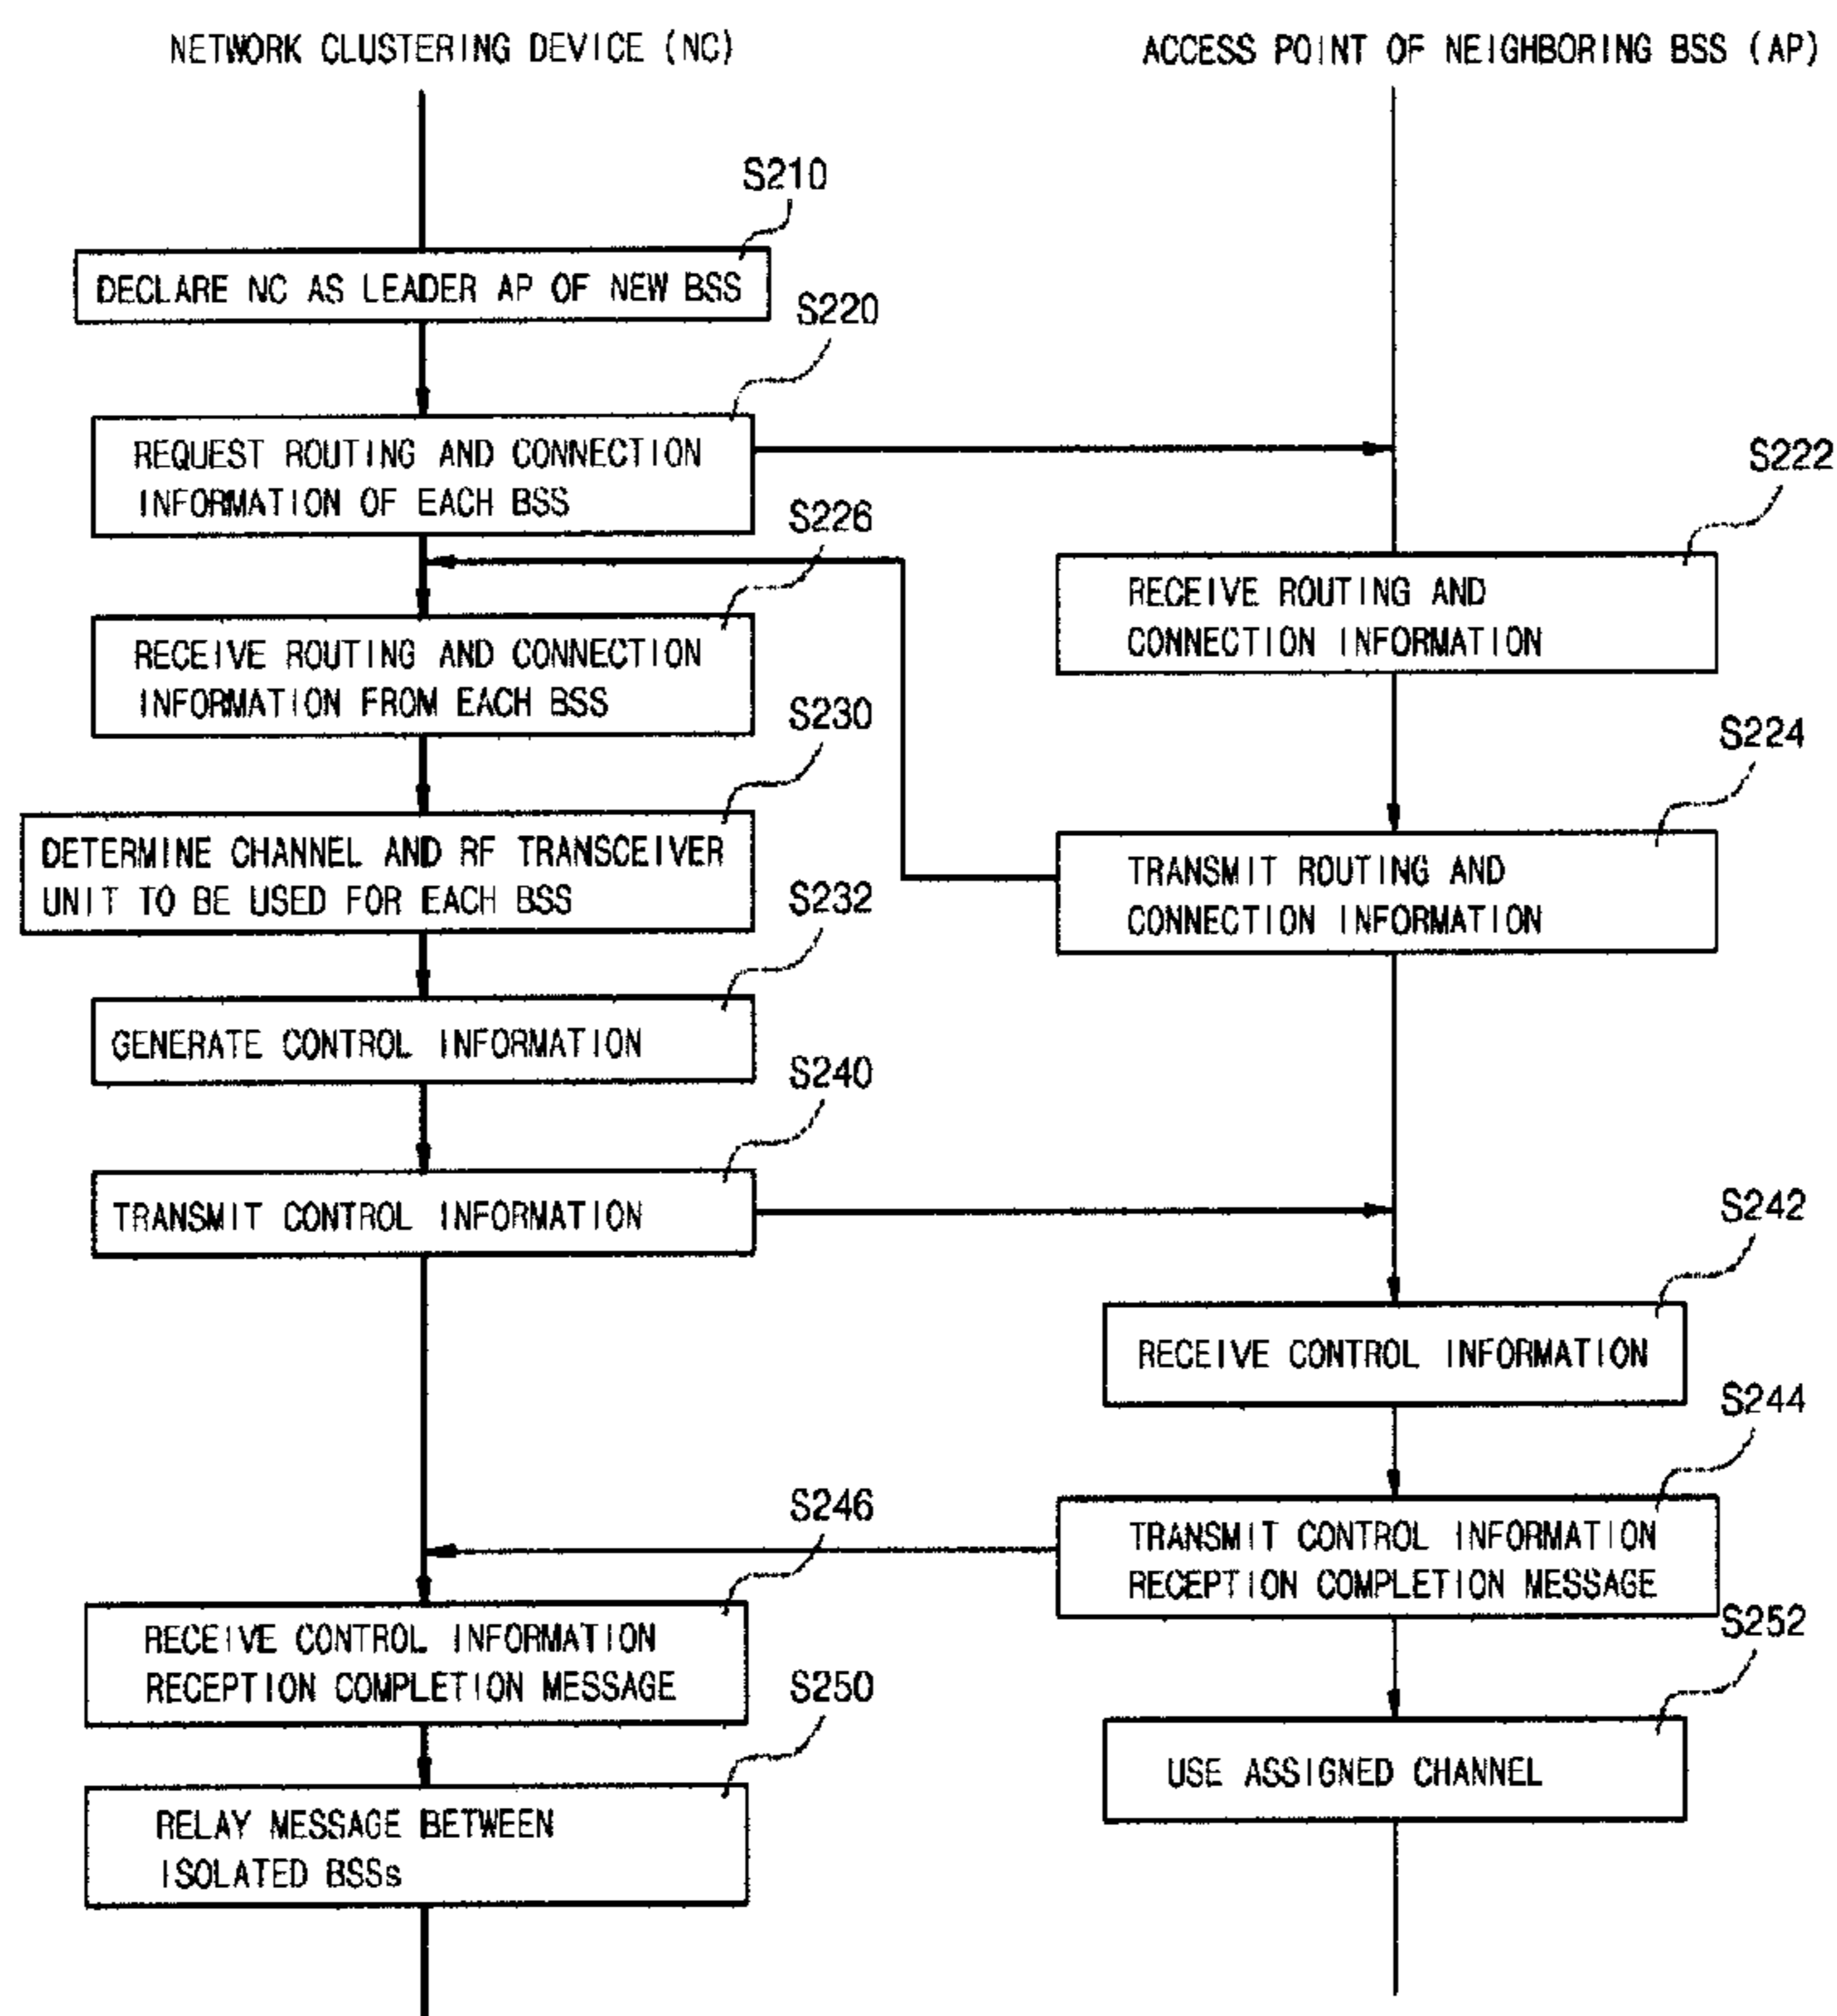 NETWORK CLUSTERING DEVICE (NC)
ACCESS POINT OF NEIGHBORING BSS (AP)
S210
DECLARE NC AS LEADER AP OF NEW BSS
S220
REQUEST ROUTING AND CONNECTION
INFORMATION OF EACH BSS
S222
RECEIVE ROUTING AND
CONNECTION INFORMATION
S226
RECEIVE ROUTING AND CONNECTION
INFORMATION FROM EACH BSS
S224
TRANSMIT ROUTING AND
CONNECTION INFORMATION
S230
DETERMINE CHANNEL AND RF TRANSCEIVER
UNIT TO BE USED FOR EACH BSS
S232
GENERATE CONTROL INFORMATION
S240
TRANSMIT CONTROL INFORMATION
S242
RECEIVE CONTROL INFORMATION
S244
TRANSMIT CONTROL INFORMATION
RECEPTION COMPLETION MESSAGE
S246
RECEIVE CONTROL INFORMATION
RECEPTION COMPLETION MESSAGE
S252
USE ASSIGNED CHANNEL
S250
RELAY MESSAGE BETWEEN
ISOLATED BSSs